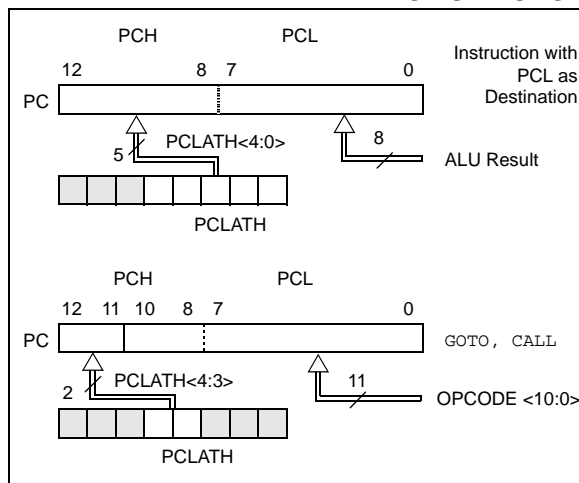 PCH PCL
12 8 7 0
Instruction with
PCL as
Destination
PC
5 PCLATH<4:0> 8
ALU Result
PCLATH
PCH PCL
12 11 10 8 7 0
PC GOTO, CALL
2 PCLATH<4:3> 11
OPCODE <10:0>
PCLATH